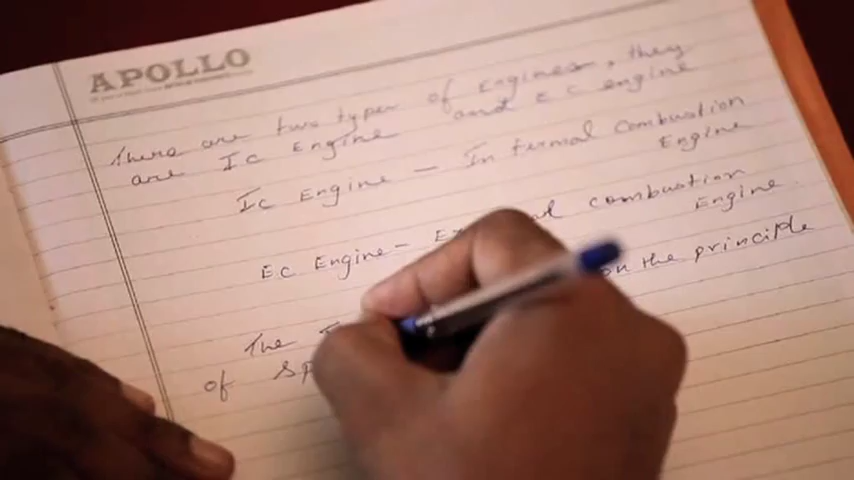 APOLLO
There are two types of Engines, they
are Ic Engine and E C engine
Ic Engine - Internal combustion
Engine
Ec Engine - combustion
Engine
The on the principle
of